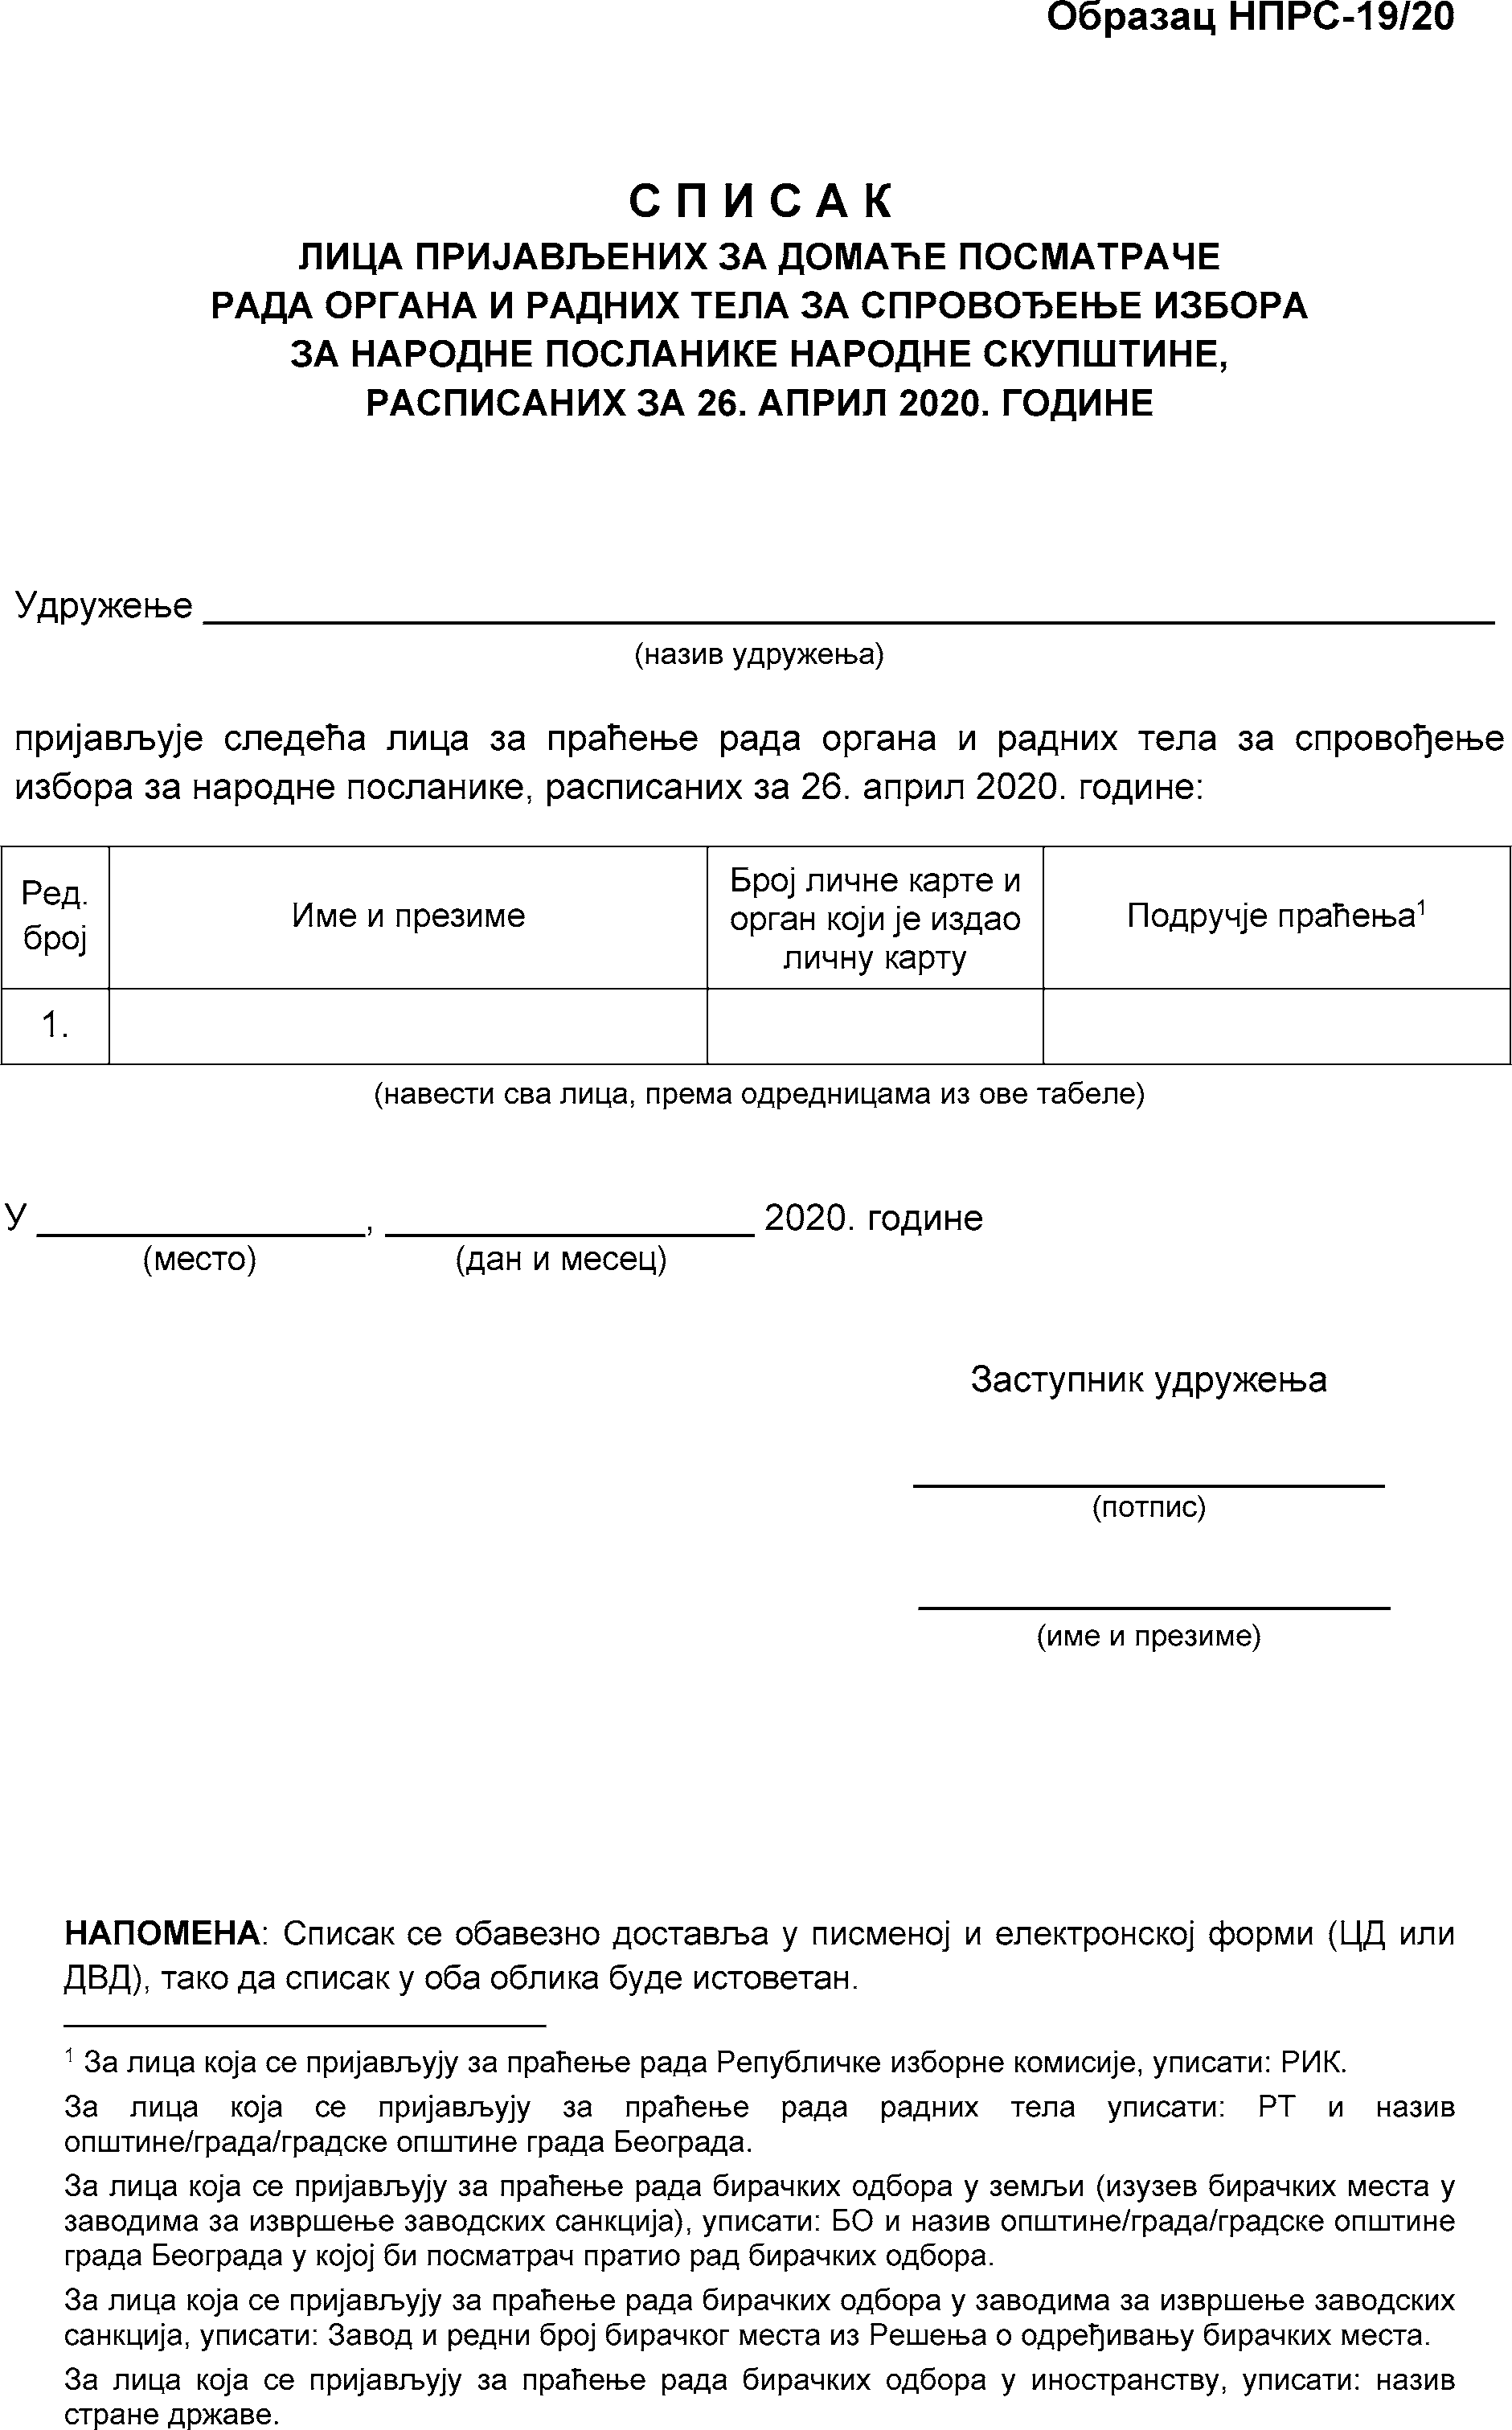 Образац НПРС-19/20
С П И С А К
ЛИЦА ПРИЈАВЉЕНИХ ЗА ДОМАЋЕ ПОСМАТРАЧЕ
РАДА ОРГАНА И РАДНИХ ТЕЛА ЗА СПРОВОЂЕЊЕ ИЗБОРА
ЗА НАРОДНЕ ПОСЛАНИКЕ НАРОДНЕ СКУПШТИНЕ,
РАСПИСАНИХ ЗА 26. АПРИЛ 2020. ГОДИНЕ
Удружење
(назив удружења)
пријављује следећа лица за праћење рада органа и радних тела за спровођење
избора за народне посланике, расписаних за 26. април 2020. године:
Ред.
број
Име и презиме
Број личне карте и
орган који је издао
личну карту
Подручје праћења¹
1.
(навести сва лица, према одредницама из ове табеле)
У ________________, __________________ 2020. године
(место) (дан и месец)
Заступник удружења
(потпис)
(име и презиме)
НАПОМЕНА: Списак се обавезно доставља у писменој и електронској форми (ЦД или
ДВД), тако да списак у оба облика буде истоветан.
¹ За лица која се пријављују за праћење рада Републичке изборне комисије, уписати: РИК.
За лица која се пријављују за праћење рада радних тела уписати: РТ и назив
општине/града/градске општине града Београда.
За лица која се пријављују за праћење рада бирачких одбора у земљи (изузев бирачких места у
заводима за извршење заводских санкција), уписати: БО и назив општине/града/градске општине
града Београда у којој би посматрач пратио рад бирачких одбора.
За лица која се пријављују за праћење рада бирачких одбора у заводима за извршење заводских
санкција, уписати: Завод и редни број бирачког места из Решења о одређивању бирачких места.
За лица која се пријављују за праћење рада бирачких одбора у иностранству, уписати: назив
стране државе.